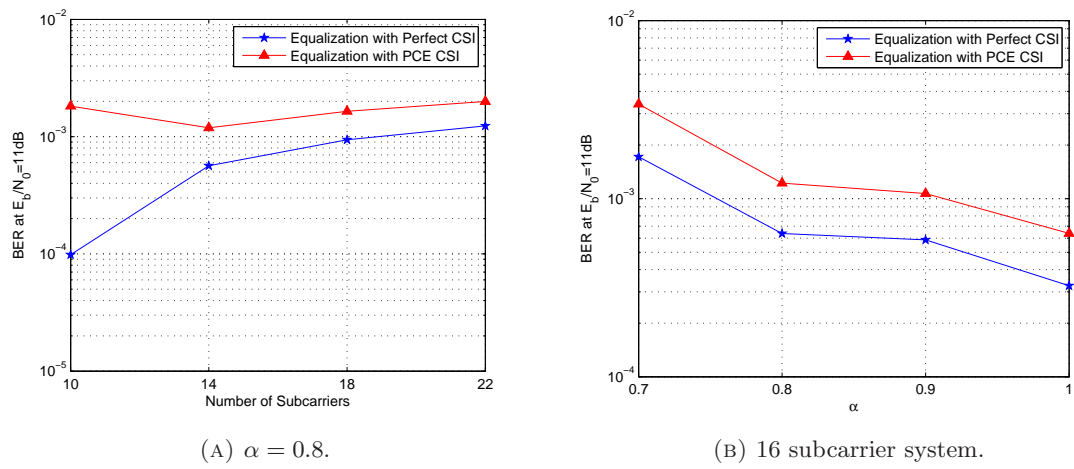 10⁻²
10⁻³
10⁻⁴
10⁻⁵
BER at E_b/N_0=11dB
Equalization with Perfect CSI
Equalization with PCE CSI
10 14 18 22
Number of Subcarriers
(A) α = 0.8.
10⁻²
10⁻³
10⁻⁴
BER at E_b/N_0=11dB
Equalization with Perfect CSI
Equalization with PCE CSI
0.7 0.8 0.9 1
α
(B) 16 subcarrier system.